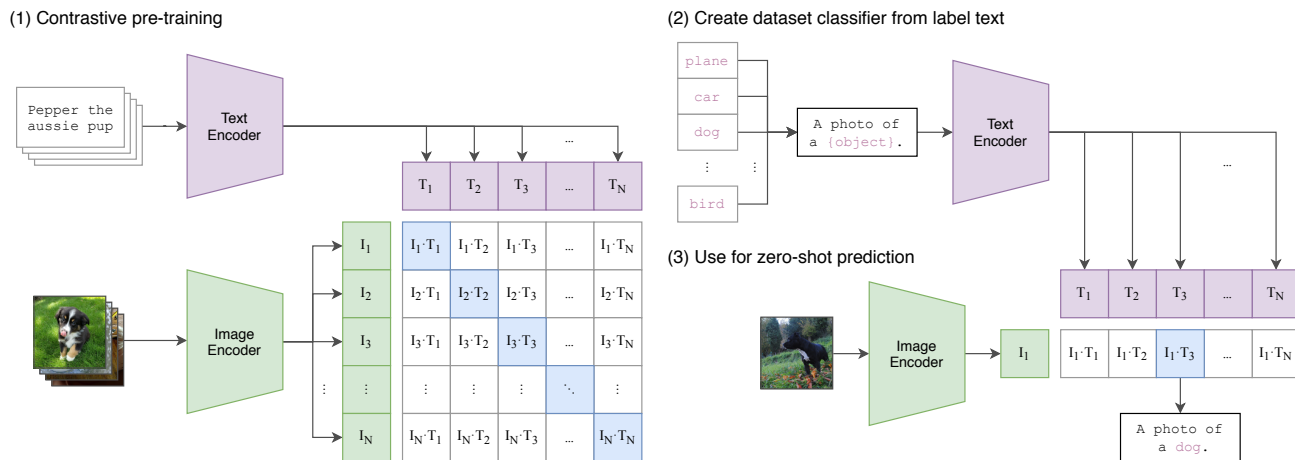 (1) Contrastive pre-training
Pepper the
aussie pup
Text
Encoder
...
T1 T2 T3 ... TN
Image
Encoder
I1 I1·T1 I1·T2 I1·T3 ... I1·TN
I2 I2·T1 I2·T2 I2·T3 ... I2·TN
I3 I3·T1 I3·T2 I3·T3 ... I3·TN
⋮ ⋮ ⋮ ⋮ ⋮ ⋱ ⋮
IN IN·T1 IN·T2 IN·T3 ... IN·TN
(2) Create dataset classifier from label text
plane
car
dog
⋮ ⋮
bird
A photo of
a {object}.
Text
Encoder
...
(3) Use for zero-shot prediction
T1 T2 T3 ... TN
Image
Encoder
I1 I1·T1 I1·T2 I1·T3 ... I1·TN
A photo of
a dog.